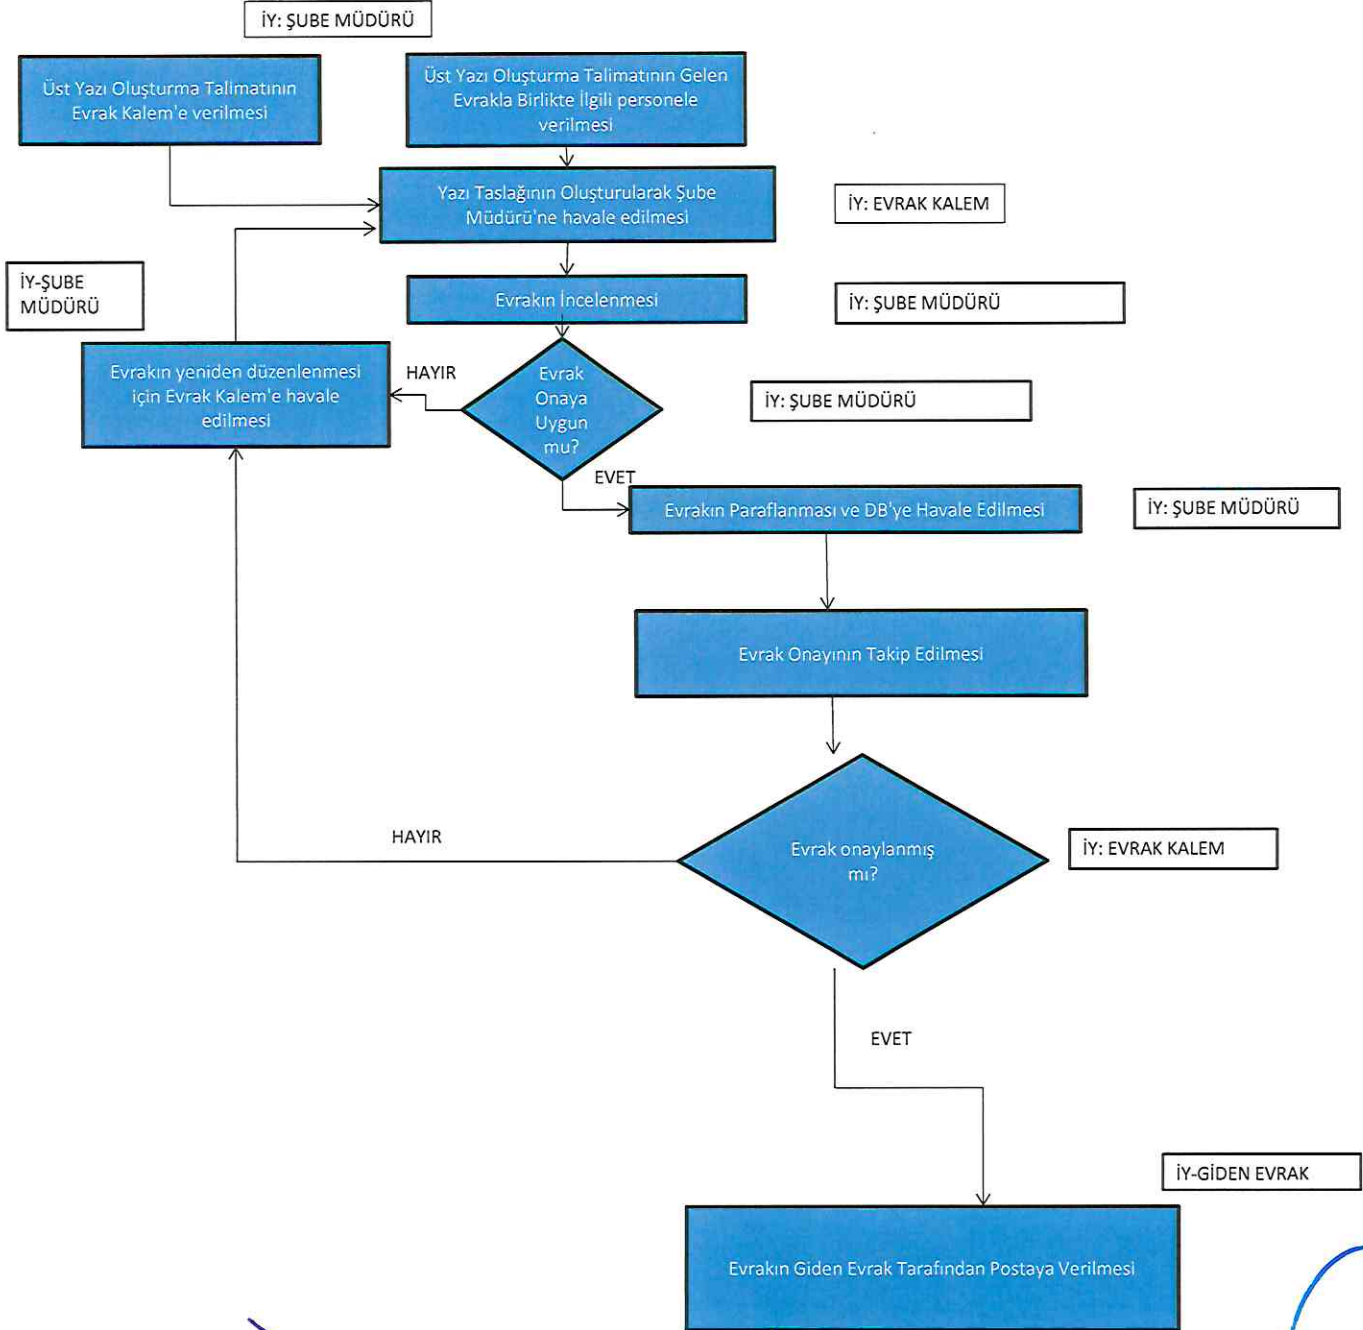 İY: ŞUBE MÜDÜRÜ
Üst Yazı Oluşturma Talimatının
Evrak Kalem'e verilmesi
Üst Yazı Oluşturma Talimatının Gelen
Evrakla Birlikte İlgili personele
verilmesi
Yazı Taslağının Oluşturularak Şube
Müdürü'ne havale edilmesi
İY: EVRAK KALEM
İY-ŞUBE
MÜDÜRÜ
Evrakın İncelenmesi
İY: ŞUBE MÜDÜRÜ
Evrakın yeniden düzenlenmesi
için Evrak Kalem'e havale
edilmesi
HAYIR
Evrak
Onaya
Uygun
mu?
İY: ŞUBE MÜDÜRÜ
EVET
Evrakın Paraflanması ve DB'ye Havale Edilmesi
İY: ŞUBE MÜDÜRÜ
Evrak Onayının Takip Edilmesi
HAYIR
Evrak onaylanmış
mı?
İY: EVRAK KALEM
EVET
İY-GİDEN EVRAK
Evrakın Giden Evrak Tarafından Postaya Verilmesi